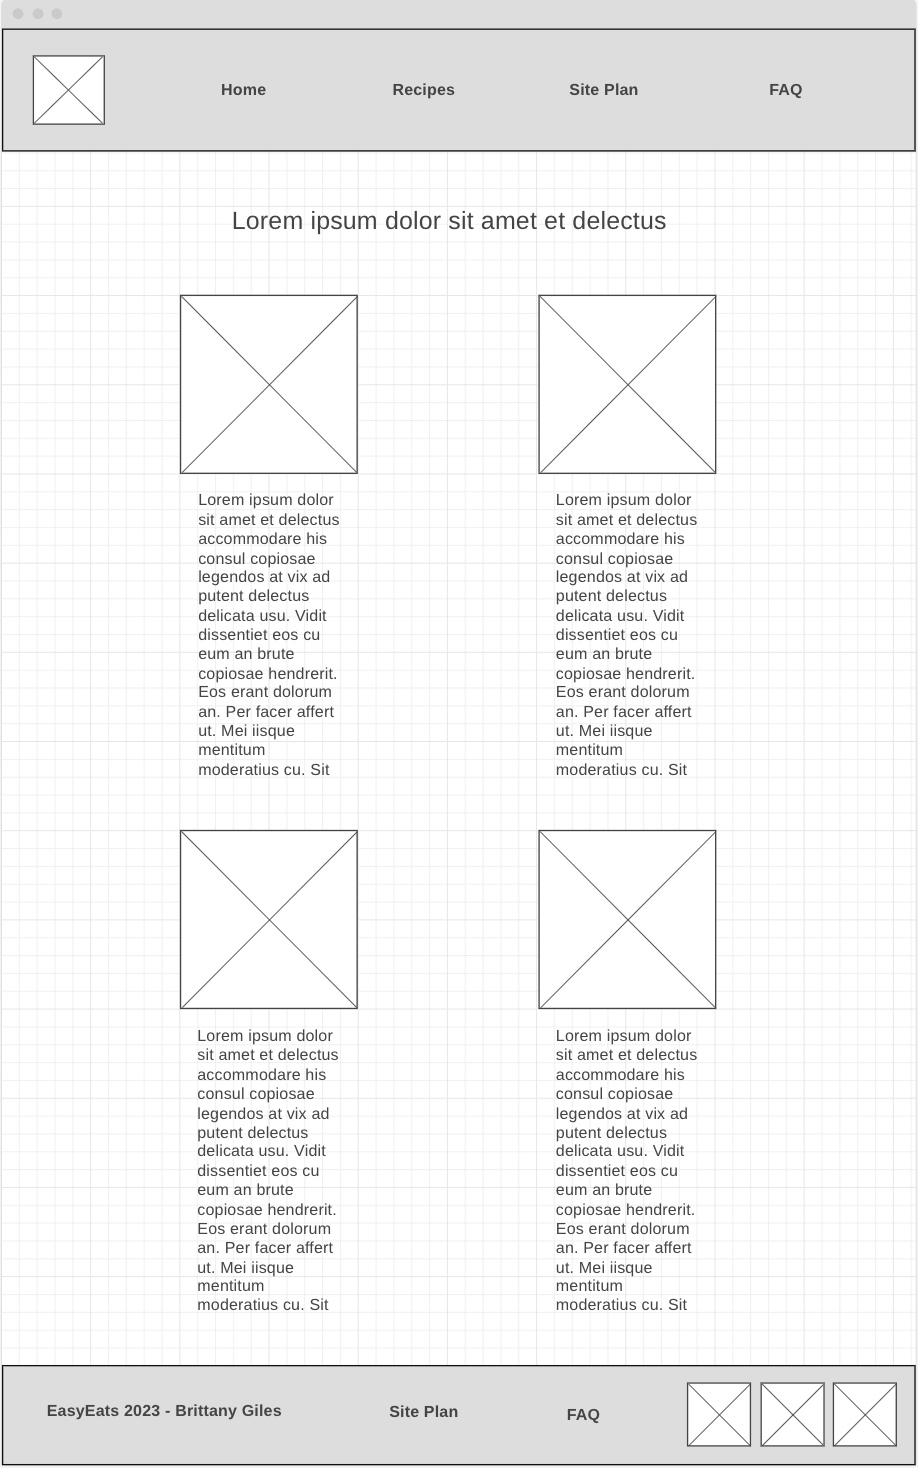 Home Recipes Site Plan FAQ
Lorem ipsum dolor sit amet et delectus
Lorem ipsum dolor
sit amet et delectus
accommodare his
consul copiosae
legendos at vix ad
putent delectus
delicata usu. Vidit
dissentiet eos cu
eum an brute
copiosae hendrerit.
Eos erant dolorum
an. Per facer affert
ut. Mei iisque
mentitum
moderatius cu. Sit
Lorem ipsum dolor
sit amet et delectus
accommodare his
consul copiosae
legendos at vix ad
putent delectus
delicata usu. Vidit
dissentiet eos cu
eum an brute
copiosae hendrerit.
Eos erant dolorum
an. Per facer affert
ut. Mei iisque
mentitum
moderatius cu. Sit
Lorem ipsum dolor
sit amet et delectus
accommodare his
consul copiosae
legendos at vix ad
putent delectus
delicata usu. Vidit
dissentiet eos cu
eum an brute
copiosae hendrerit.
Eos erant dolorum
an. Per facer affert
ut. Mei iisque
mentitum
moderatius cu. Sit
Lorem ipsum dolor
sit amet et delectus
accommodare his
consul copiosae
legendos at vix ad
putent delectus
delicata usu. Vidit
dissentiet eos cu
eum an brute
copiosae hendrerit.
Eos erant dolorum
an. Per facer affert
ut. Mei iisque
mentitum
moderatius cu. Sit
EasyEats 2023 - Brittany Giles Site Plan FAQ